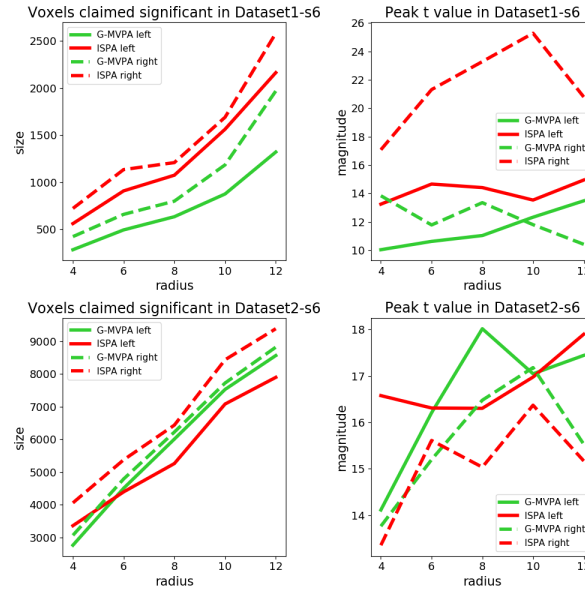 Voxels claimed significant in Dataset1-s6
2500
2000
1500
1000
500
size
4 6 8 10 12
radius
G-MVPA left
ISPA left
G-MVPA right
ISPA right
Peak t value in Dataset1-s6
26
24
22
20
18
16
14
12
10
magnitude
4 6 8 10 12
radius
G-MVPA left
ISPA left
G-MVPA right
ISPA right
Voxels claimed significant in Dataset2-s6
9000
8000
7000
6000
5000
4000
3000
size
4 6 8 10 12
radius
G-MVPA left
ISPA left
G-MVPA right
ISPA right
Peak t value in Dataset2-s6
18
17
16
15
14
magnitude
4 6 8 10 12
radius
G-MVPA left
ISPA left
G-MVPA right
ISPA right